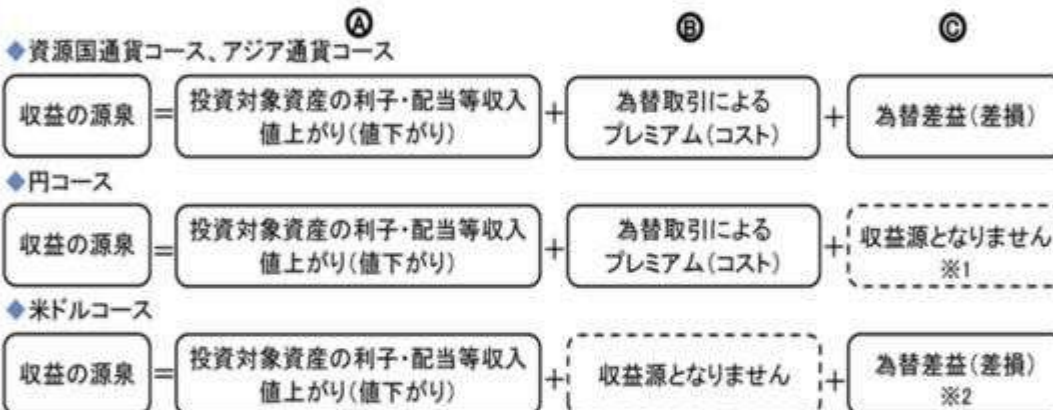 Ⓐ Ⓑ Ⓒ
◆資源国通貨コース、アジア通貨コース
収益の源泉 = 投資対象資産の利子・配当等収入 値上がり(値下がり) + 為替取引による プレミアム(コスト) + 為替差益(差損)
◆円コース
収益の源泉 = 投資対象資産の利子・配当等収入 値上がり(値下がり) + 為替取引による プレミアム(コスト) + 収益源となりません ※1
◆米ドルコース
収益の源泉 = 投資対象資産の利子・配当等収入 値上がり(値下がり) + 収益源となりません + 為替差益(差損) ※2